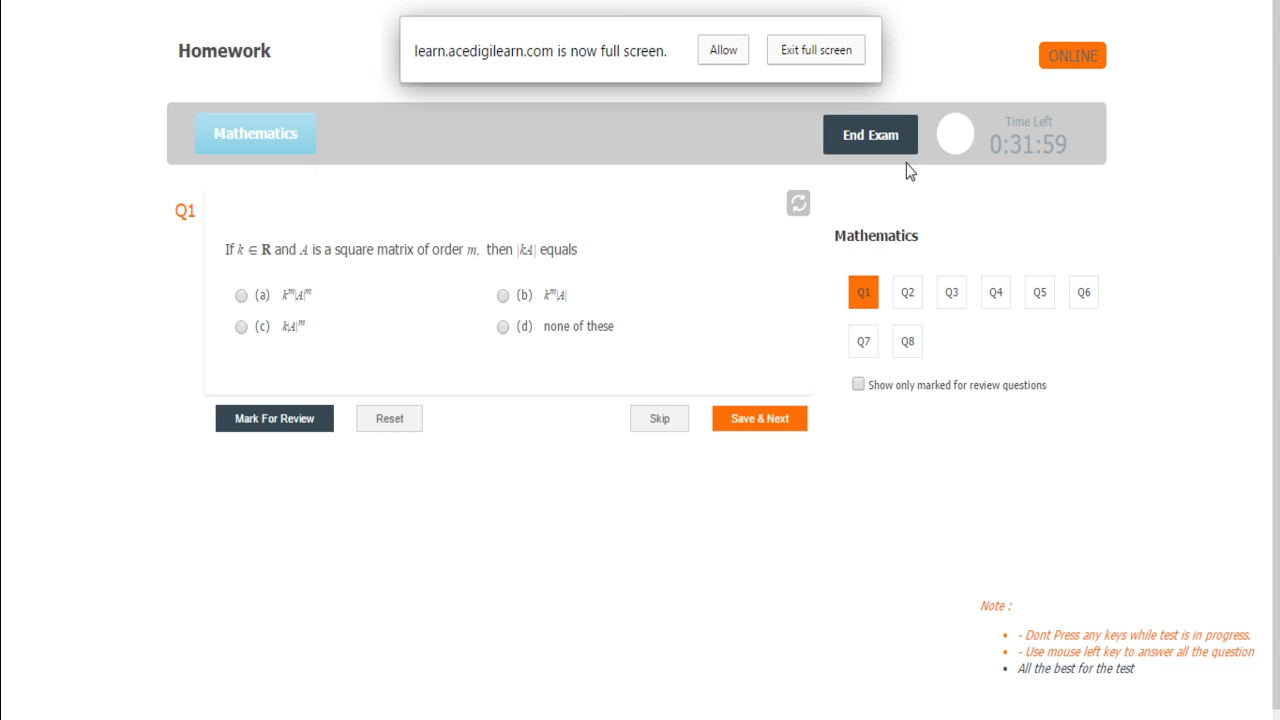 learn.acedigilearn.com is now full screen. Allow Exit full screen
Homework
ONLINE
Mathematics
End Exam
Time Left
0:31:59
Q1
If k ∈ R and A is a square matrix of order m, then |kA| equals
(a) kᵐ|A|ᵐ
(b) kᵐ|A|
(c) k|A|ᵐ
(d) none of these
Mark For Review
Reset
Skip
Save & Next
Mathematics
Q1 Q2 Q3 Q4 Q5 Q6
Q7 Q8
Show only marked for review questions
Note :
- Dont Press any keys while test is in progress.
- Use mouse left key to answer all the question
All the best for the test